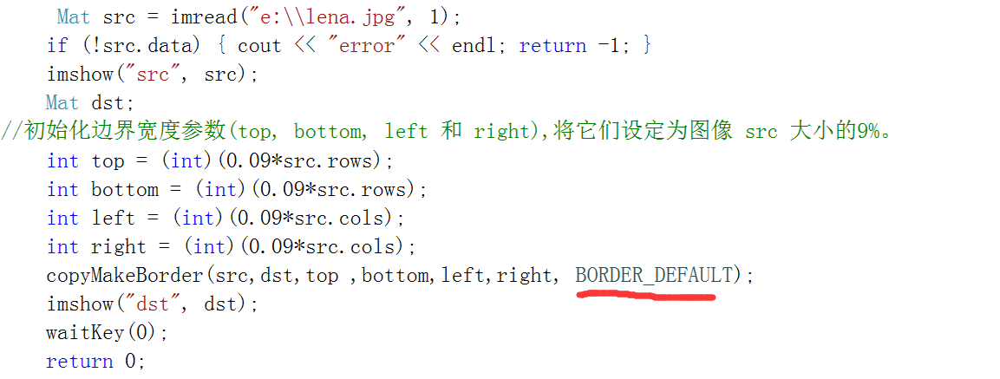 Mat src = imread("e:\\lena.jpg", 1);
if (!src.data) { cout << "error" << endl; return -1; }
imshow("src", src);
Mat dst;
//初始化边界宽度参数(top, bottom, left 和 right),将它们设定为图像 src 大小的9%。
int top = (int)(0.09*src.rows);
int bottom = (int)(0.09*src.rows);
int left = (int)(0.09*src.cols);
int right = (int)(0.09*src.cols);
copyMakeBorder(src,dst,top ,bottom,left,right, BORDER_DEFAULT);
imshow("dst", dst);
waitKey(0);
return 0;